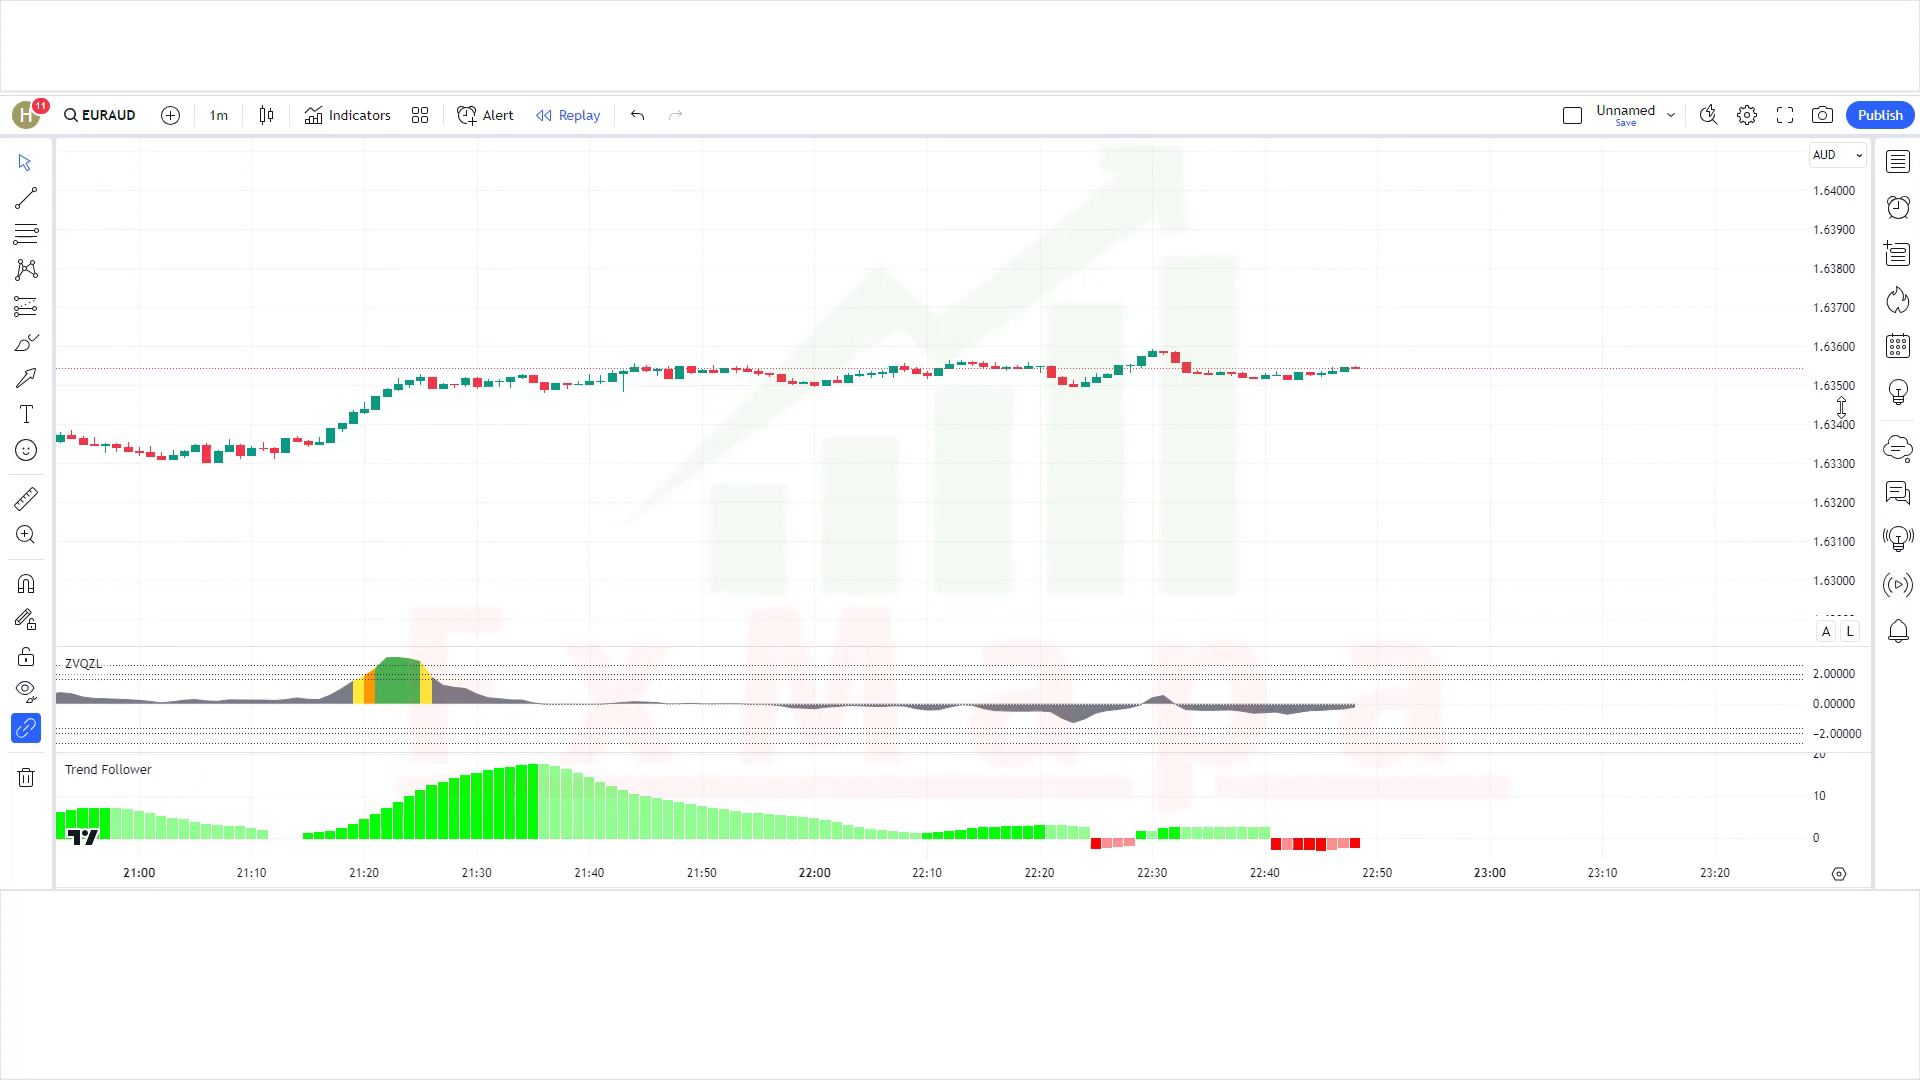 H 11 EURAUD 1m Indicators Alert Replay Unnamed Save Publish
AUD
1.64000
1.63900
1.63800
1.63700
1.63600
1.63500
1.63400
1.63300
1.63200
1.63100
1.63000
A L
ExMapa
ZVQZL
2.00000
0.00000
−2.00000
Trend Follower
20
10
0
21:00 21:10 21:20 21:30 21:40 21:50 22:00 22:10 22:20 22:30 22:40 22:50 23:00 23:10 23:20